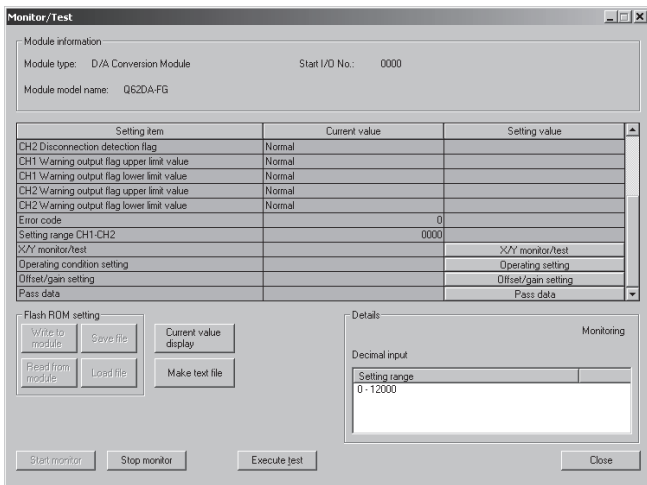 Monitor/Test
Module information
Module type: D/A Conversion Module Start I/O No.: 0000
Module model name: Q62DA-FG
Setting item Current value Setting value
CH2 Disconnection detection flag Normal
CH1 Warning output flag upper limit value Normal
CH1 Warning output flag lower limit value Normal
CH2 Warning output flag upper limit value Normal
CH2 Warning output flag lower limit value Normal
Error code 0
Setting range CH1-CH2 0000
X/Y monitor/test X/Y monitor/test
Operating condition setting Operating setting
Offset/gain setting Offset/gain setting
Pass data Pass data
Flash ROM setting
Write to module
Save file
Current value display
Read from module
Load file
Make text file
Details
Monitoring
Decimal input
Setting range
0 - 12000
Start monitor Stop monitor Execute test Close